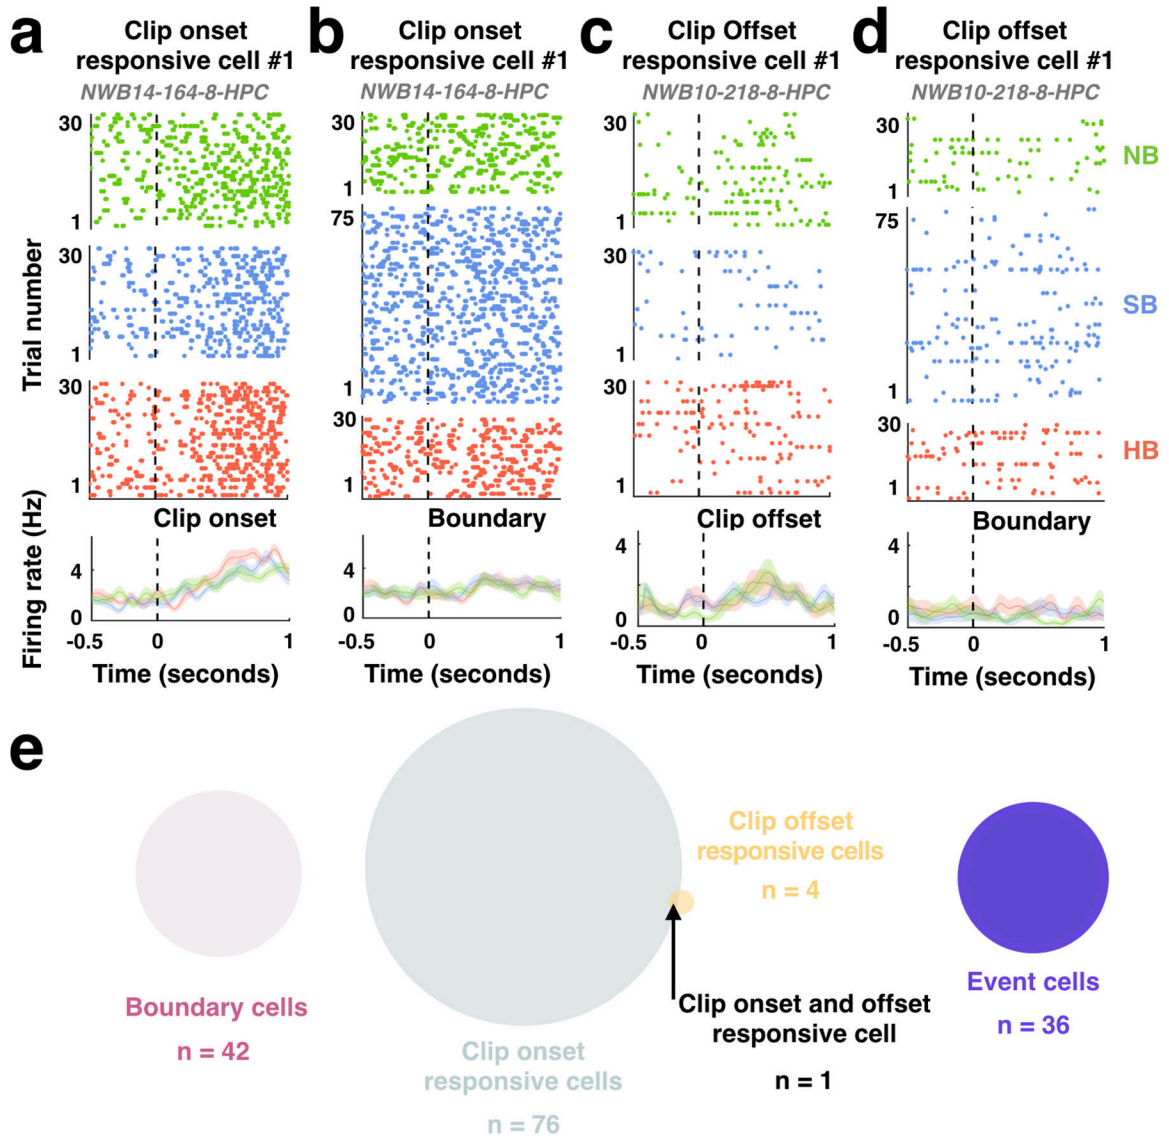 a
Clip onset
responsive cell #1
NWB14-164-8-HPC
30
1
30
1
30
1
Trial number
Firing rate (Hz)
Clip onset
4
0
-0.5 0 1
Time (seconds)
b
Clip onset
responsive cell #1
NWB14-164-8-HPC
30
1
75
1
30
1
Boundary
4
0
-0.5 0 1
Time (seconds)
c
Clip Offset
responsive cell #1
NWB10-218-8-HPC
30
1
30
1
30
1
Clip offset
4
0
-0.5 0 1
Time (seconds)
d
Clip offset
responsive cell #1
NWB10-218-8-HPC
30
1
75
1
30
1
NB
SB
HB
Boundary
4
0
-0.5 0 1
Time (seconds)
e
Boundary cells
n = 42
Clip onset
responsive cells
n = 76
Clip offset
responsive cells
n = 4
Clip onset and offset
responsive cell
n = 1
Event cells
n = 36